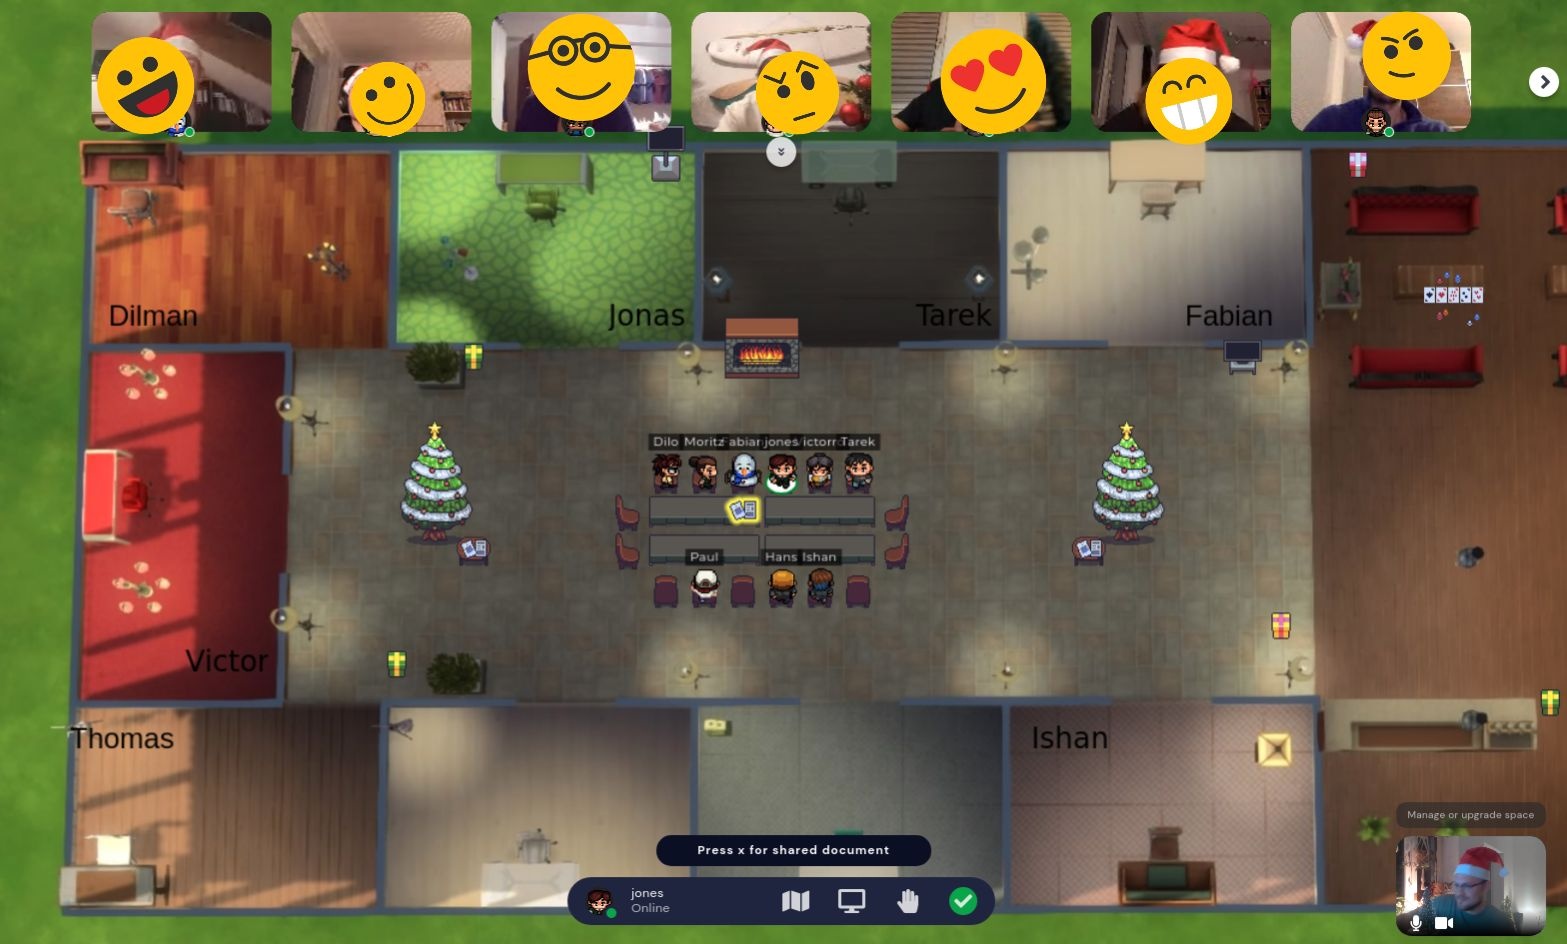 Dilman
Jonas
Tarek
Fabian
Dilo Moritz abian jones ictorr Tarek
Paul
Hans Ishan
Victor
Thomas
Ishan
Manage or upgrade space
Press x for shared document
jones
Online